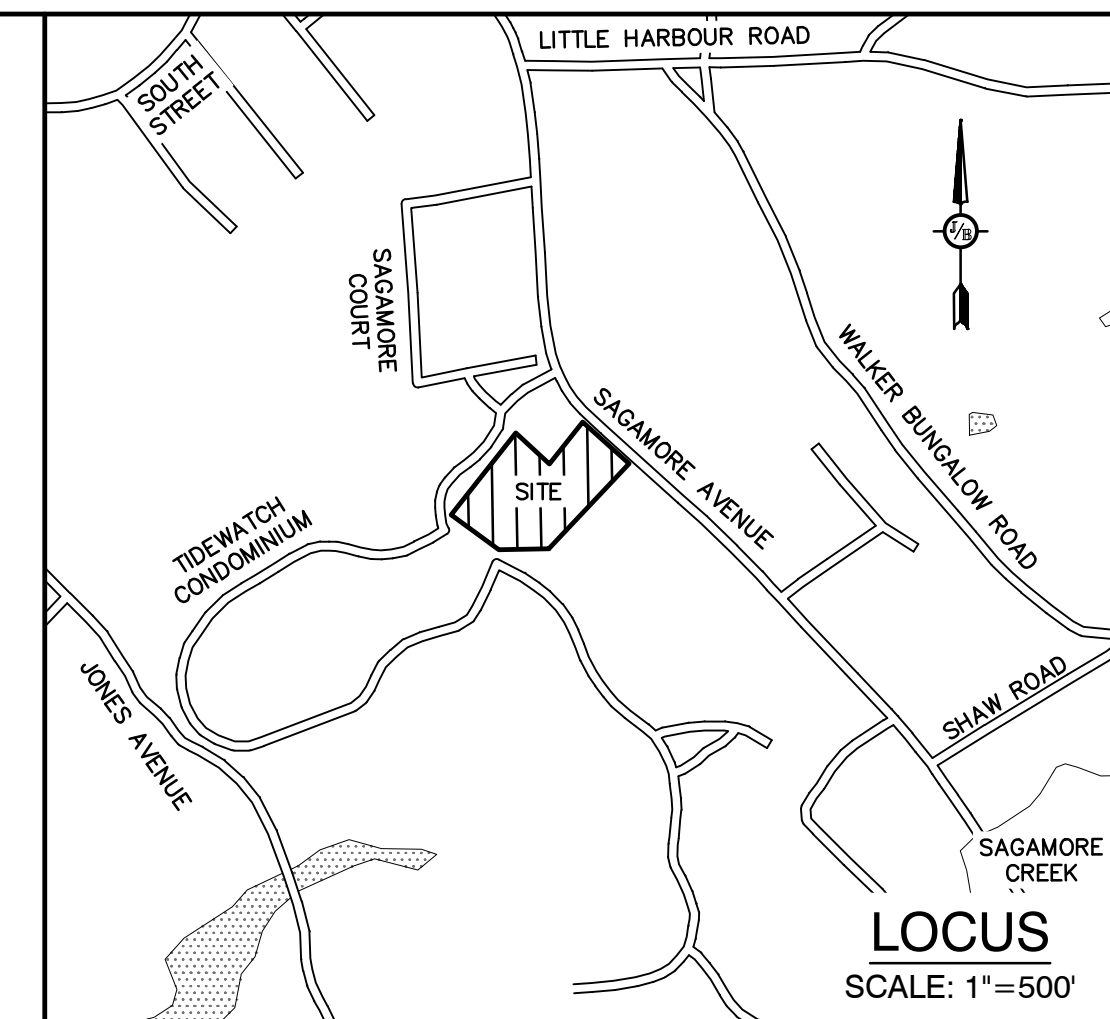 LITTLE HARBOUR ROAD
SOUTH
STREET
J/B
SAGAMORE
COURT
WALKER BUNGALOW ROAD
SAGAMORE AVENUE
SITE
TIDEWATCH
CONDOMINIUM
JONES AVENUE
SHAW ROAD
SAGAMORE
CREEK
LOCUS
SCALE: 1"=500'